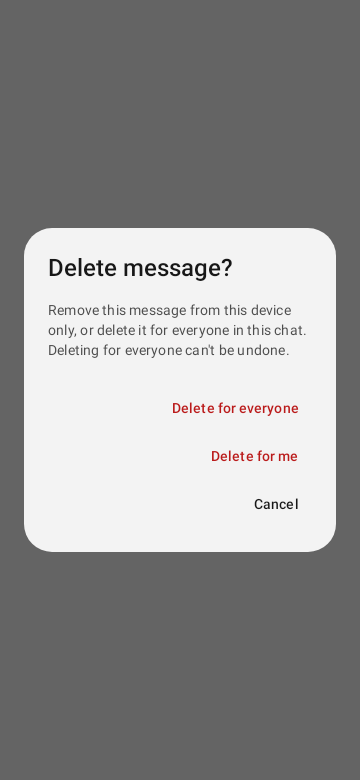 Delete message?
Remove this message from this device
only, or delete it for everyone in this chat.
Deleting for everyone can't be undone.
Delete for everyone
Delete for me
Cancel